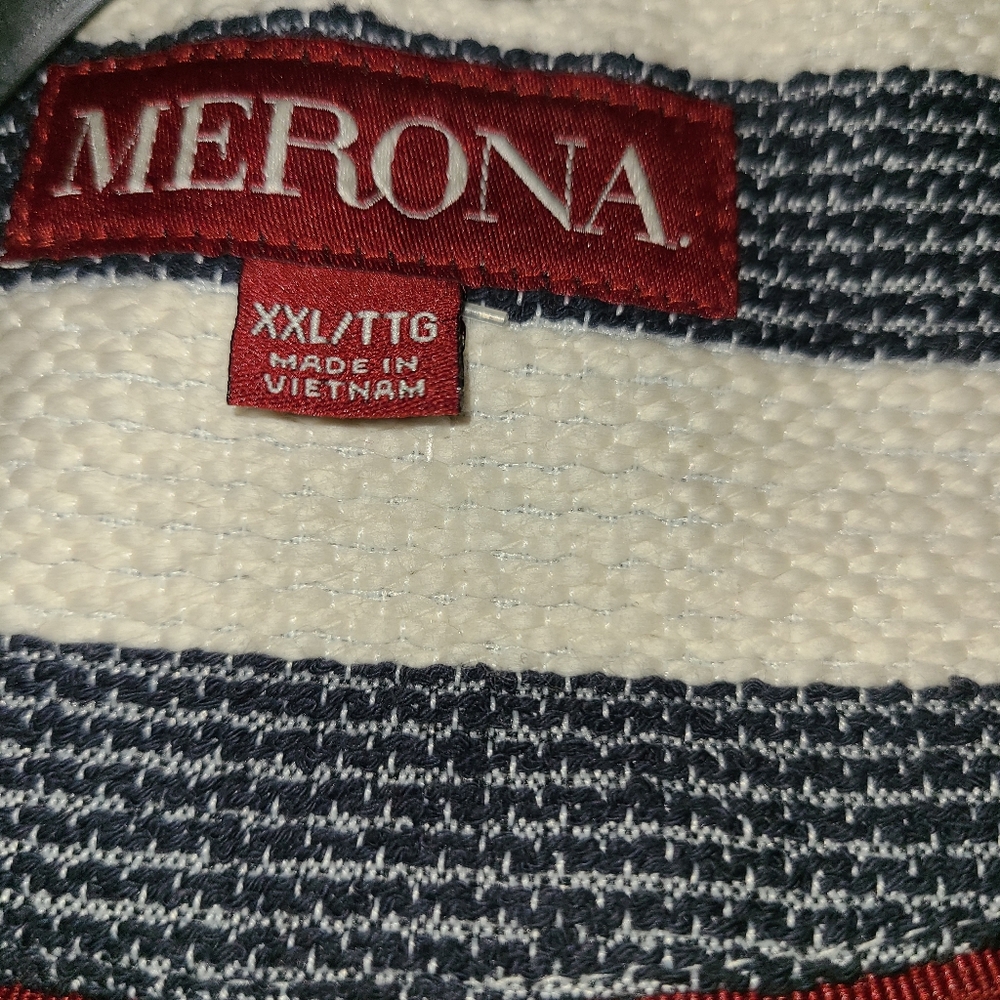 MERONA.
XXL/TTG
MADE IN
VIETNAM